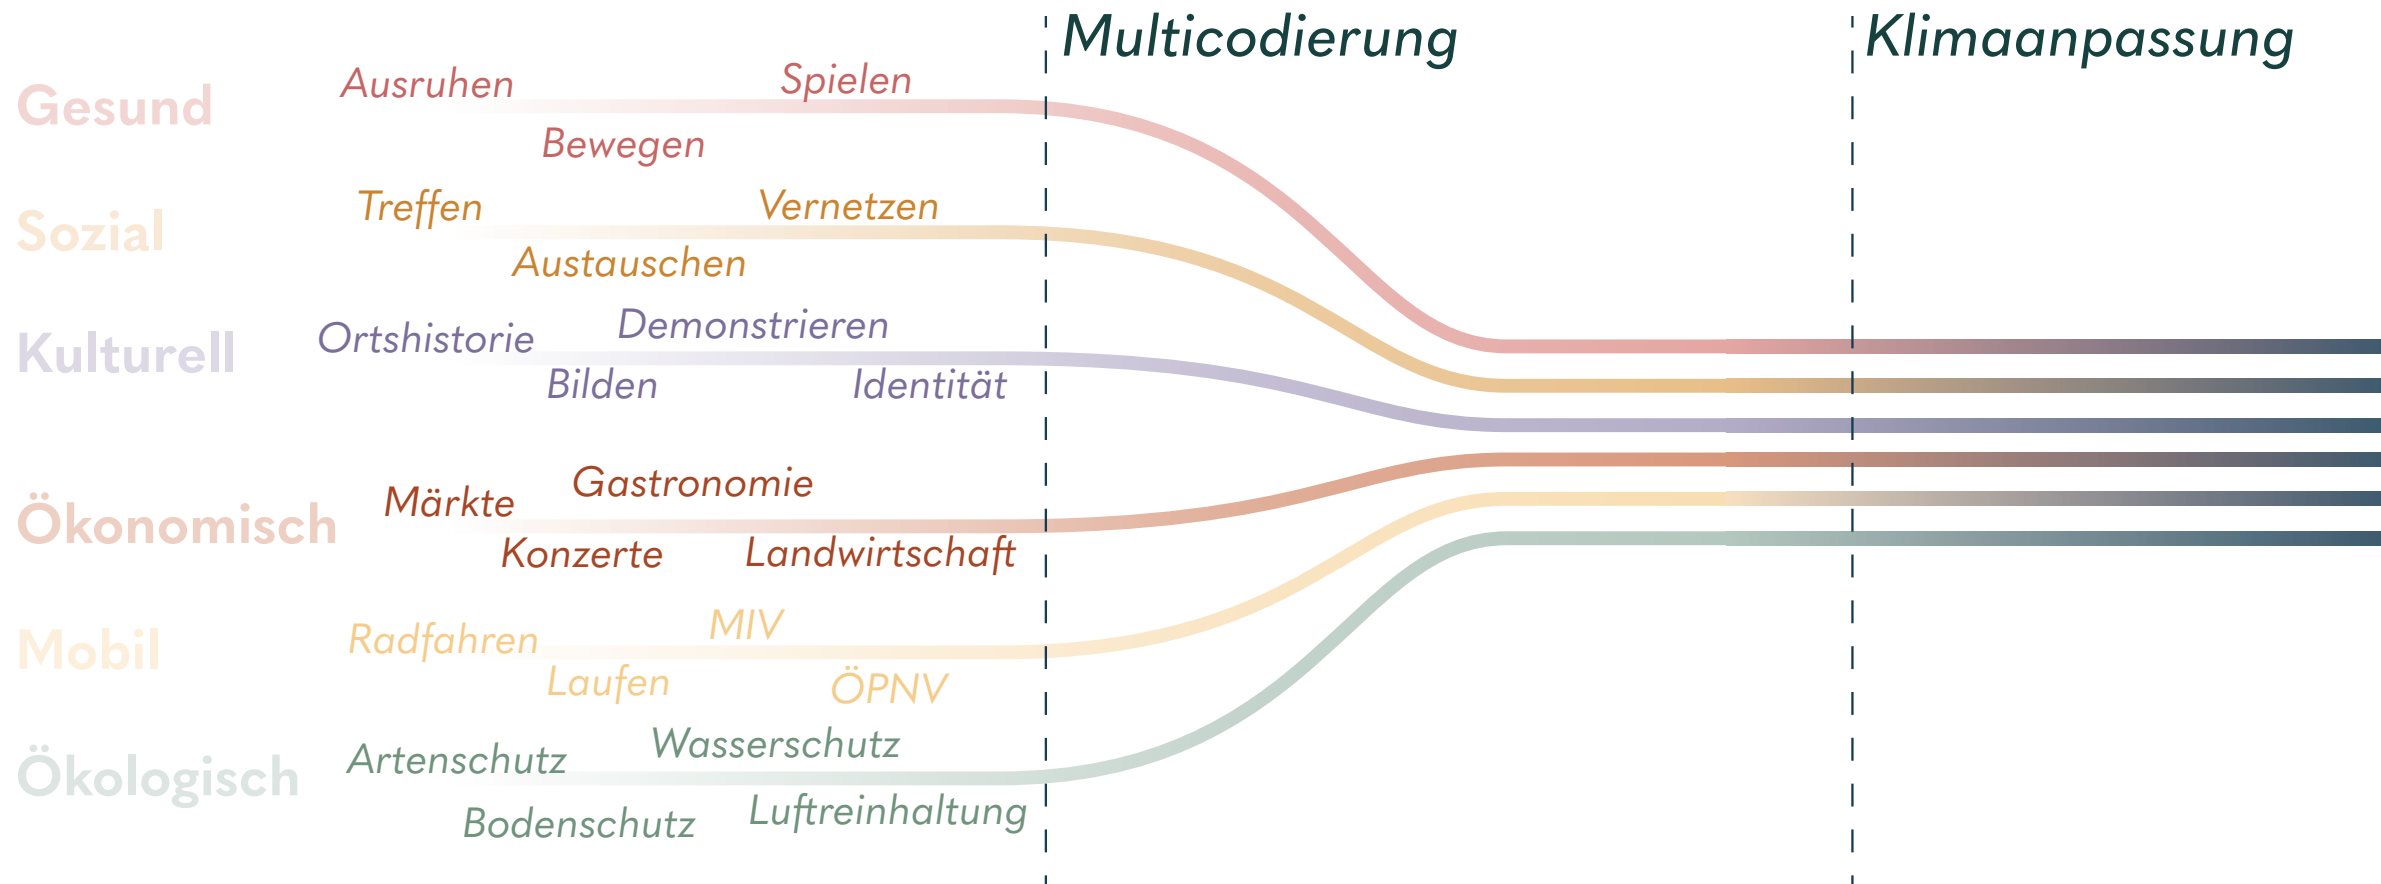 Multicodierung
Klimaanpassung
Gesund
Ausruhen
Spielen
Bewegen
Sozial
Treffen
Vernetzen
Austauschen
Kulturell
Ortshistorie
Demonstrieren
Bilden
Identität
Ökonomisch
Märkte
Gastronomie
Konzerte
Landwirtschaft
Mobil
Radfahren
MIV
Laufen
ÖPNV
Ökologisch
Artenschutz
Wasserschutz
Bodenschutz
Luftreinhaltung